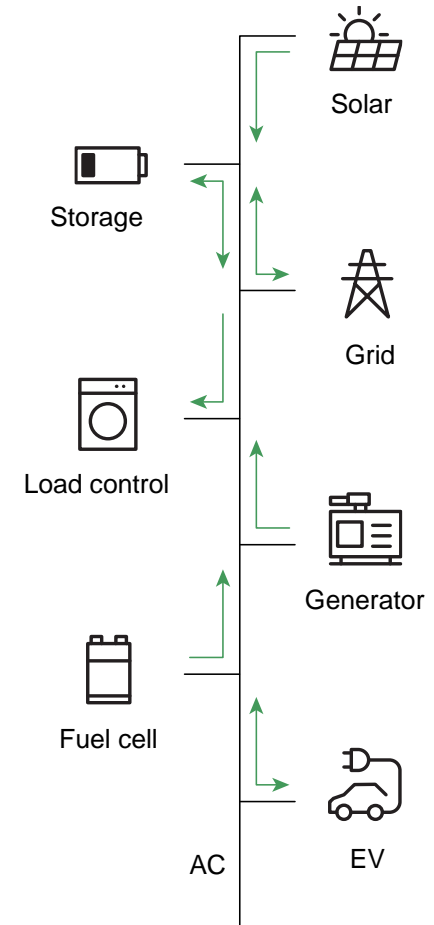 Solar
Storage
Grid
Load control
Generator
Fuel cell
AC
EV